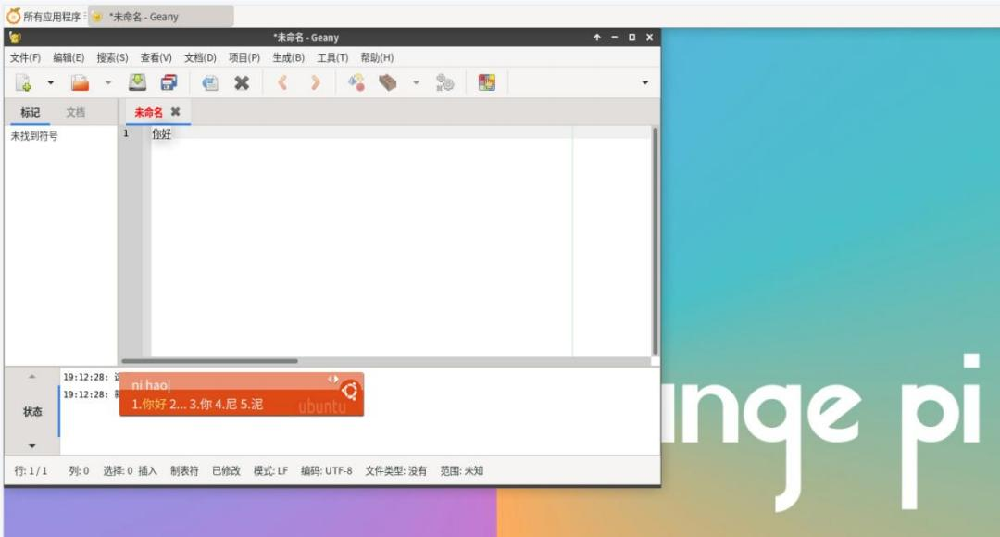 所有应用程序 *未命名 - Geany
*未命名 - Geany
文件(F) 编辑(E) 搜索(S) 查看(V) 文档(D) 项目(P) 生成(B) 工具(T) 帮助(H)
标记 文档 未命名
未找到符号
1 你好
19:12:28:
ni hao
19:12:28:
1.你好 2... 3.你 4.尼 5.泥
ubuntu
状态
行: 1 / 1 列: 0 选择: 0 插入 制表符 已修改 模式: LF 编码: UTF-8 文件类型: 没有 范围: 未知
nge pi